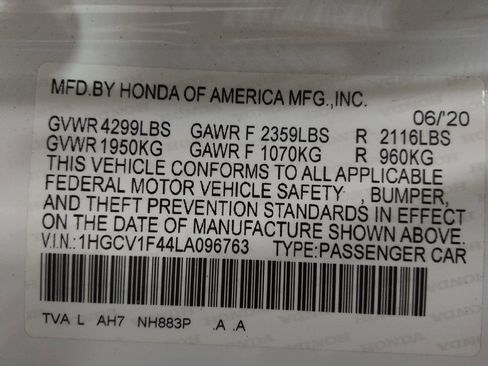 MFD.BY HONDA OF AMERICA MFG.,INC.
06/'20
GVWR 4299LBS GAWR F 2359LBS R 2116LBS
GVWR 1950KG GAWR F 1070KG R 960KG
THIS VEHICLE CONFORMS TO ALL APPLICABLE
FEDERAL MOTOR VEHICLE SAFETY , BUMPER,
AND THEFT PREVENTION STANDARDS IN EFFECT
ON THE DATE OF MANUFACTURE SHOWN ABOVE.
V.I.N.:1HGCV1F44LA096763 TYPE:PASSENGER CAR
TVA L AH7 NH883P .A .A